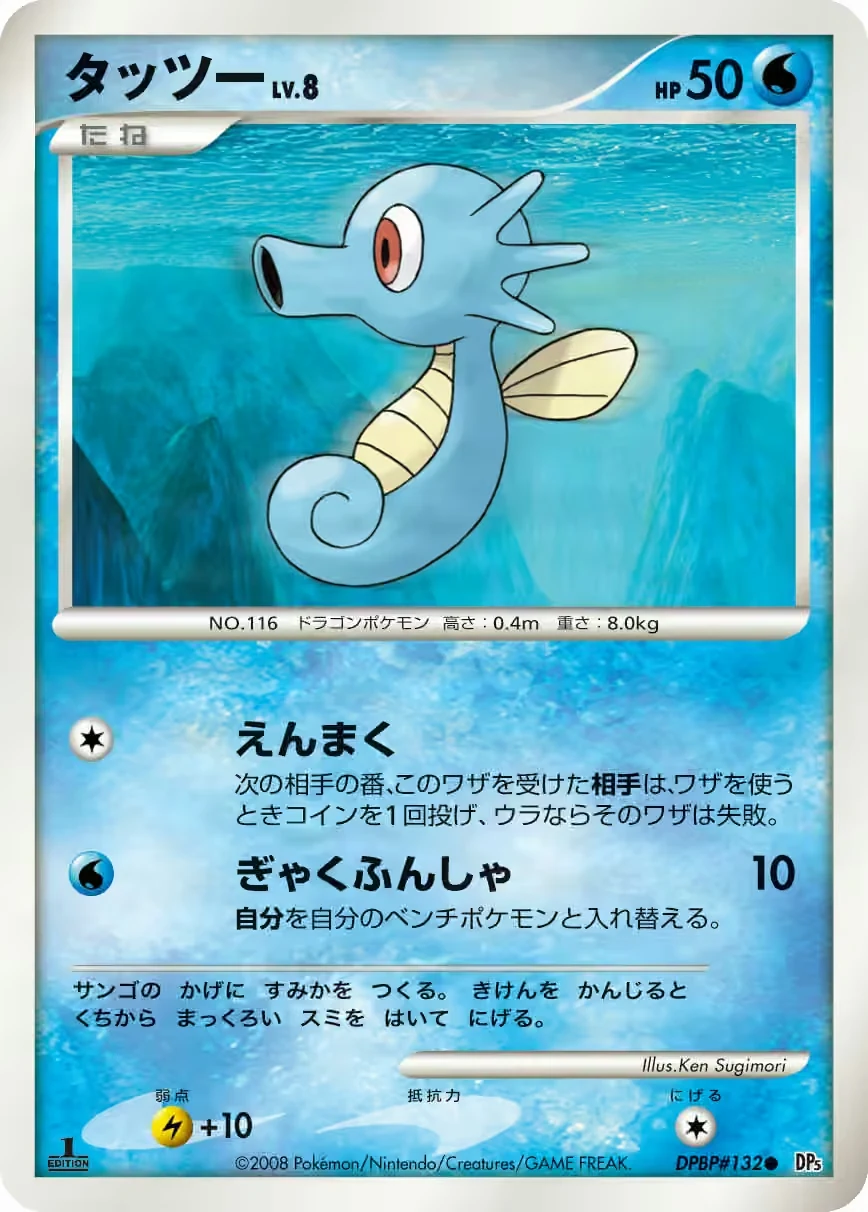 タッツー LV.8 HP 50
たね
NO.116 ドラゴンポケモン 高さ:0.4m 重さ:8.0kg
えんまく
次の相手の番、このワザを受けた相手は、ワザを使う
ときコインを1回投げ、ウラならそのワザは失敗。
ぎゃくふんしゃ 10
自分を自分のベンチポケモンと入れ替える。
サンゴの かげに すみかを つくる。 きけんを かんじると
くちから まっくろい スミを はいて にげる。
Illus.Ken Sugimori
弱点 抵抗力 にげる
+10
1 EDITION
©2008 Pokémon/Nintendo/Creatures/GAME FREAK. DPBP#132● DP5